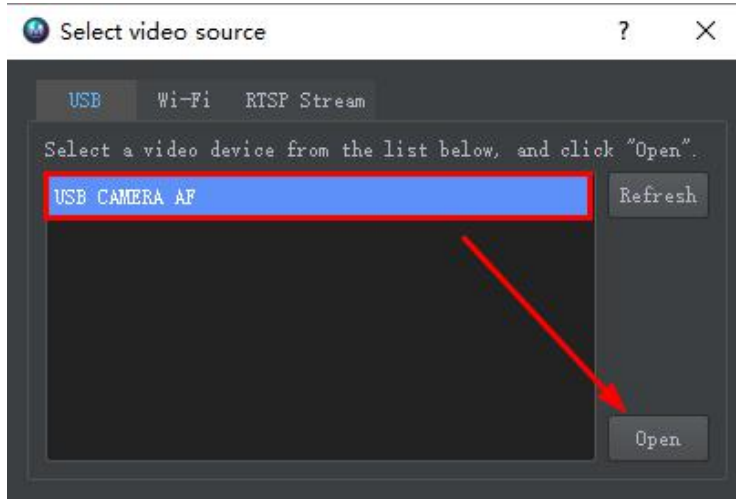 Select video source
USB Wi-Fi RTSP Stream
Select a video device from the list below, and click "Open".
USB CAMERA AF
Refresh
Open